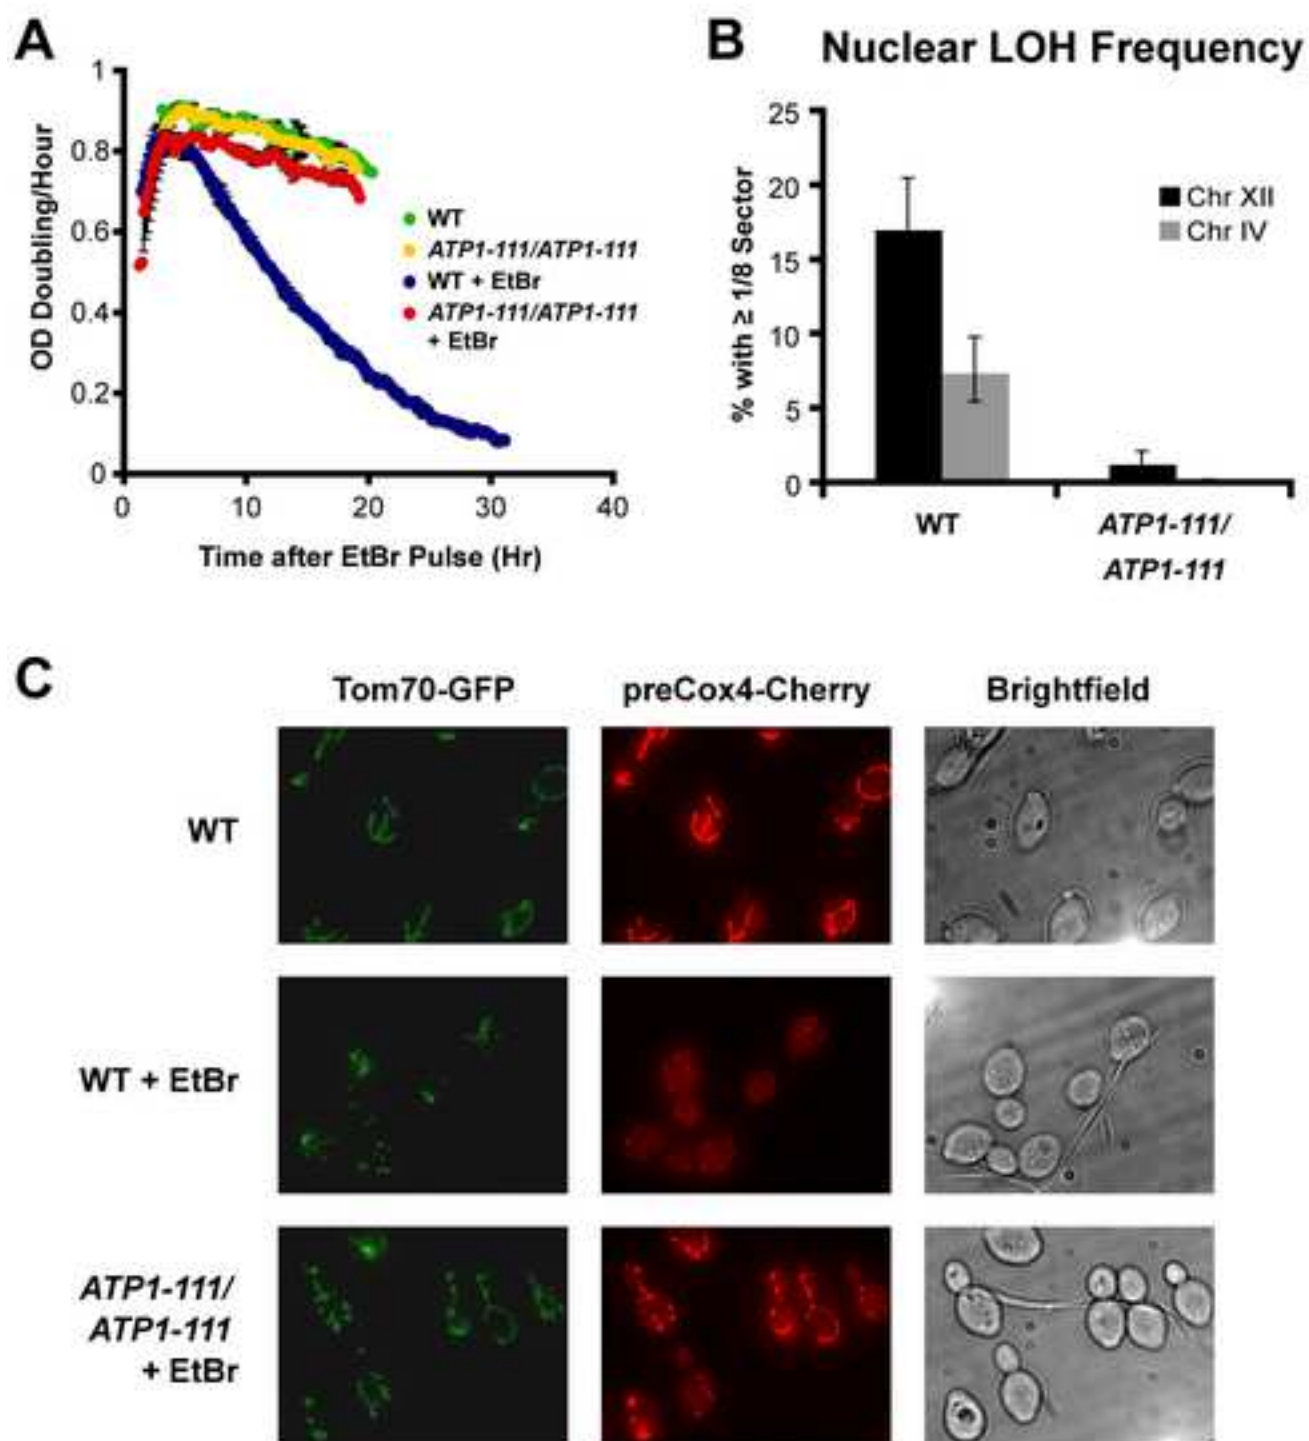 A
1
0.8
0.6
0.4
0.2
0
0 10 20 30 40
OD Doubling/Hour
Time after EtBr Pulse (Hr)
WT
ATP1-111/ATP1-111
WT + EtBr
ATP1-111/ATP1-111
+ EtBr
B
Nuclear LOH Frequency
25
20
15
10
5
0
% with ≥ 1/8 Sector
Chr XII
Chr IV
WT
ATP1-111/
ATP1-111
C
Tom70-GFP preCox4-Cherry Brightfield
WT
WT + EtBr
ATP1-111/
ATP1-111
+ EtBr